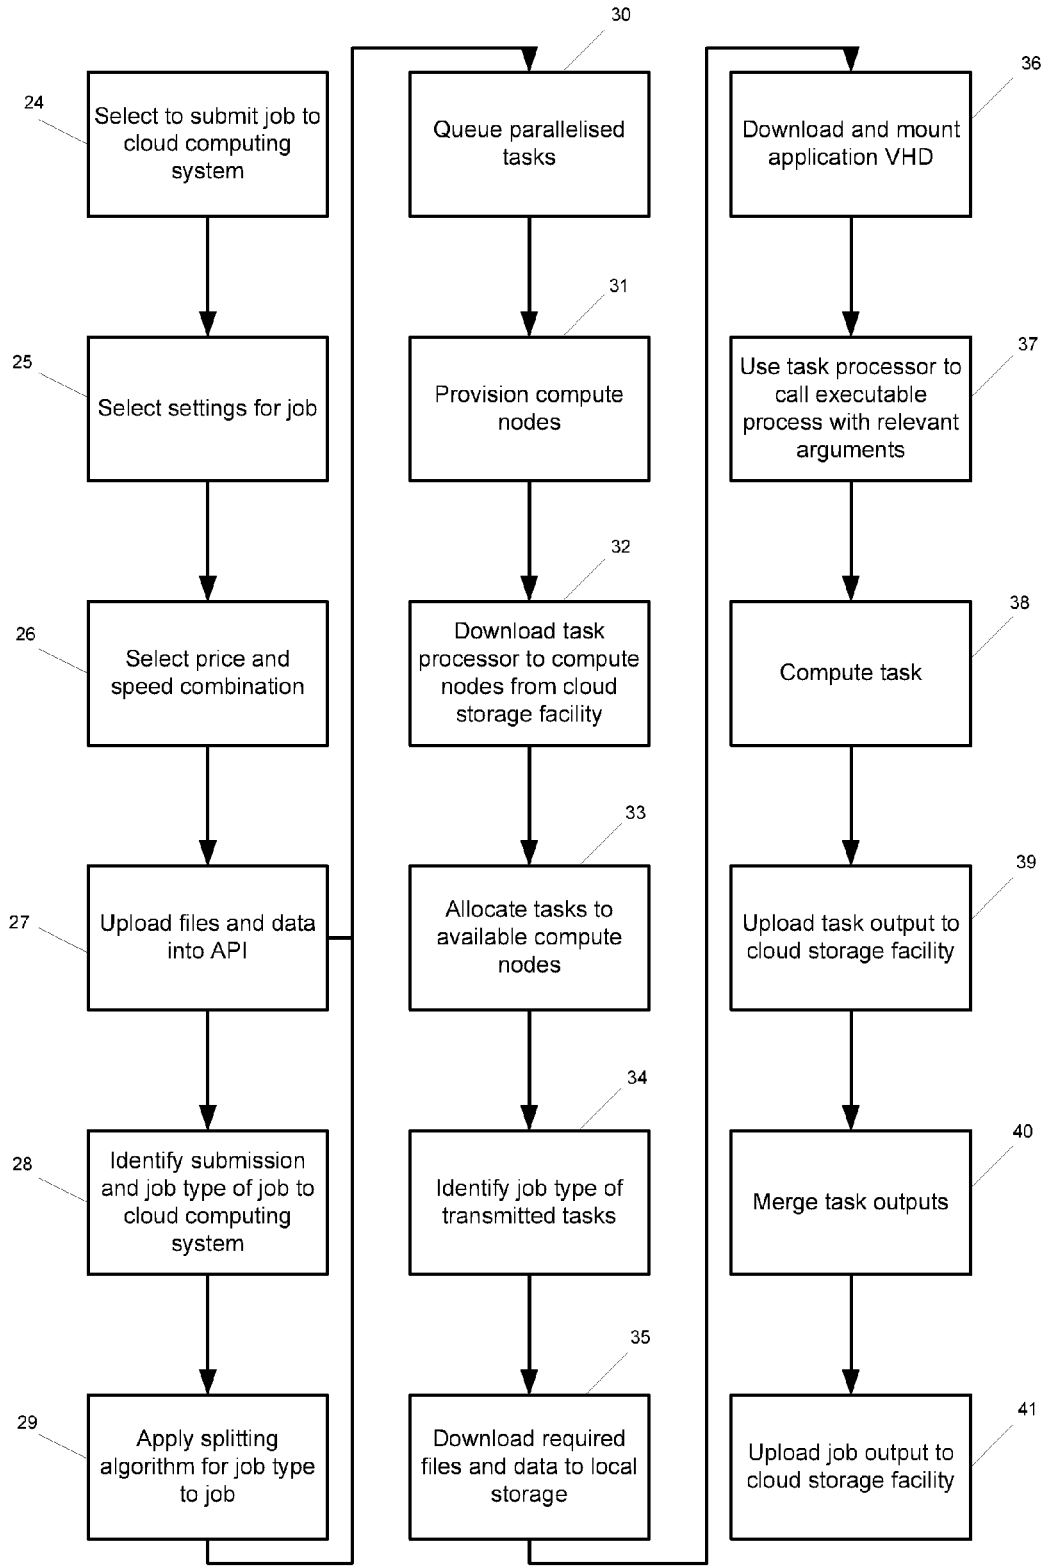 24
Select to submit job to
cloud computing
system
25
Select settings for job
26
Select price and
speed combination
27
Upload files and data
into API
28
Identify submission
and job type of job to
cloud computing
system
29
Apply splitting
algorithm for job type
to job
30
Queue parallelised
tasks
31
Provision compute
nodes
32
Download task
processor to compute
nodes from cloud
storage facility
33
Allocate tasks to
available compute
nodes
34
Identify job type of
transmitted tasks
35
Download required
files and data to local
storage
36
Download and mount
application VHD
37
Use task processor to
call executable
process with relevant
arguments
38
Compute task
39
Upload task output to
cloud storage facility
40
Merge task outputs
41
Upload job output to
cloud storage facility